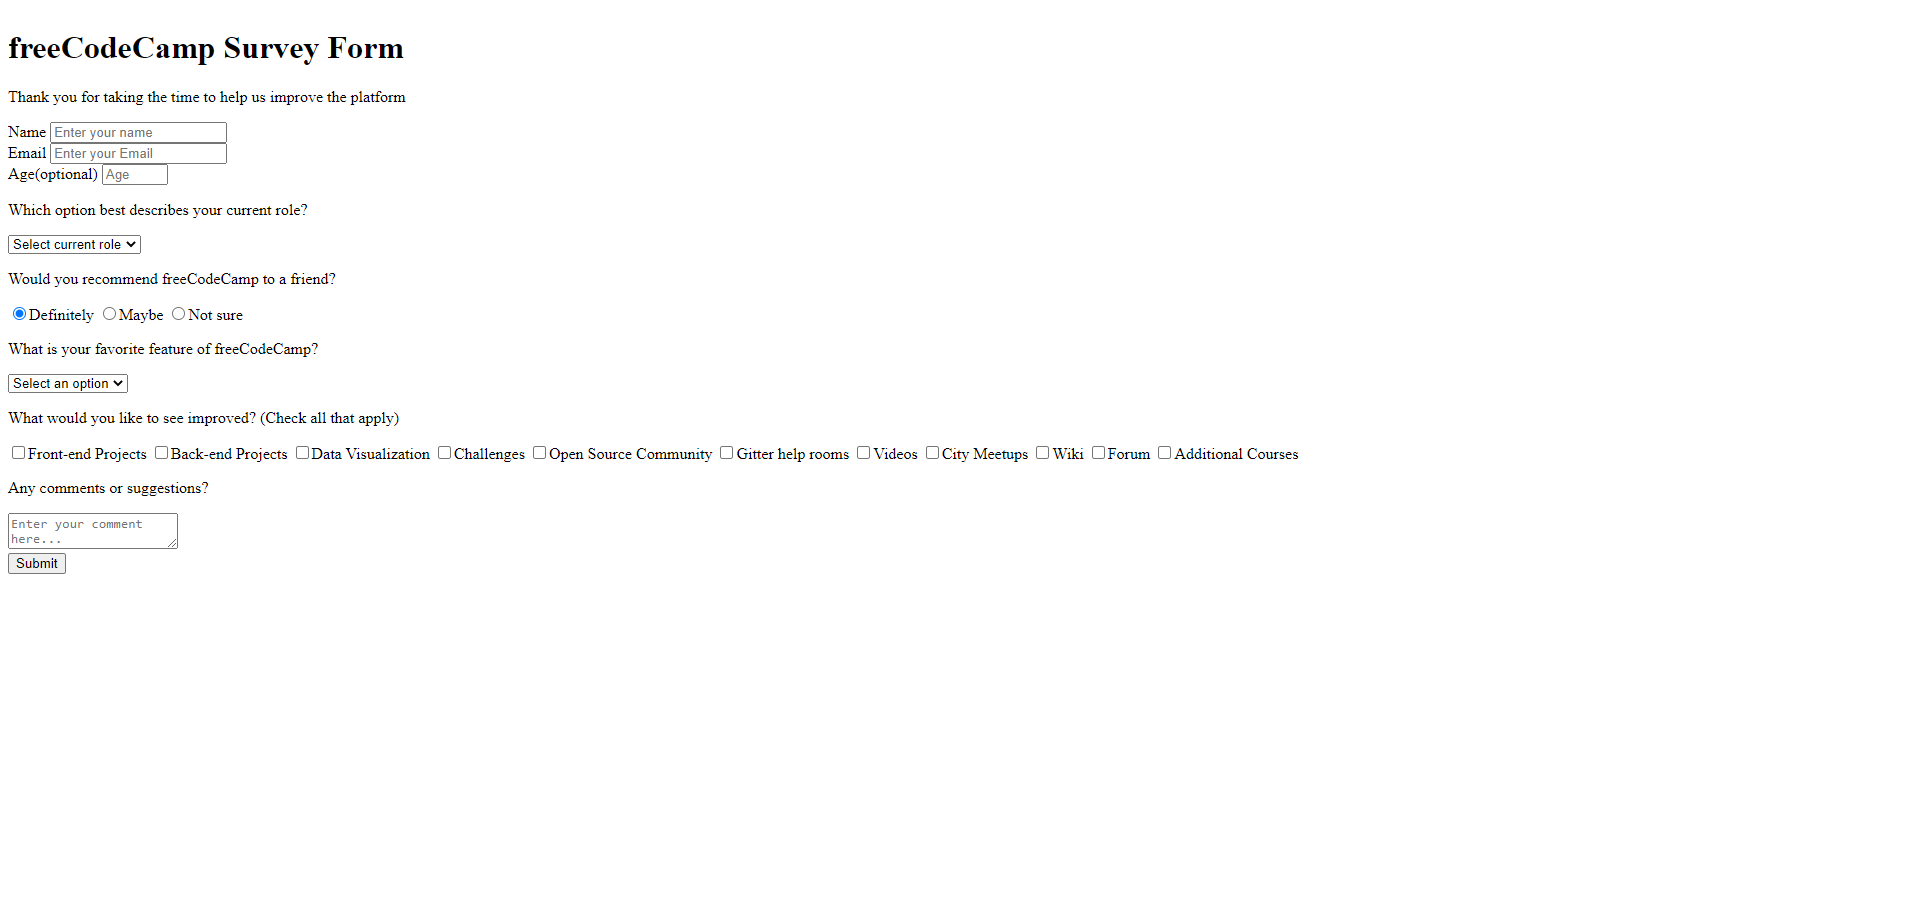 freeCodeCamp Survey Form
Thank you for taking the time to help us improve the platform
Name Enter your name
Email Enter your Email
Age(optional) Age
Which option best describes your current role?
Select current role
Would you recommend freeCodeCamp to a friend?
Definitely Maybe Not sure
What is your favorite feature of freeCodeCamp?
Select an option
What would you like to see improved? (Check all that apply)
Front-end Projects Back-end Projects Data Visualization Challenges Open Source Community Gitter help rooms Videos City Meetups Wiki Forum Additional Courses
Any comments or suggestions?
Enter your comment
here...
Submit